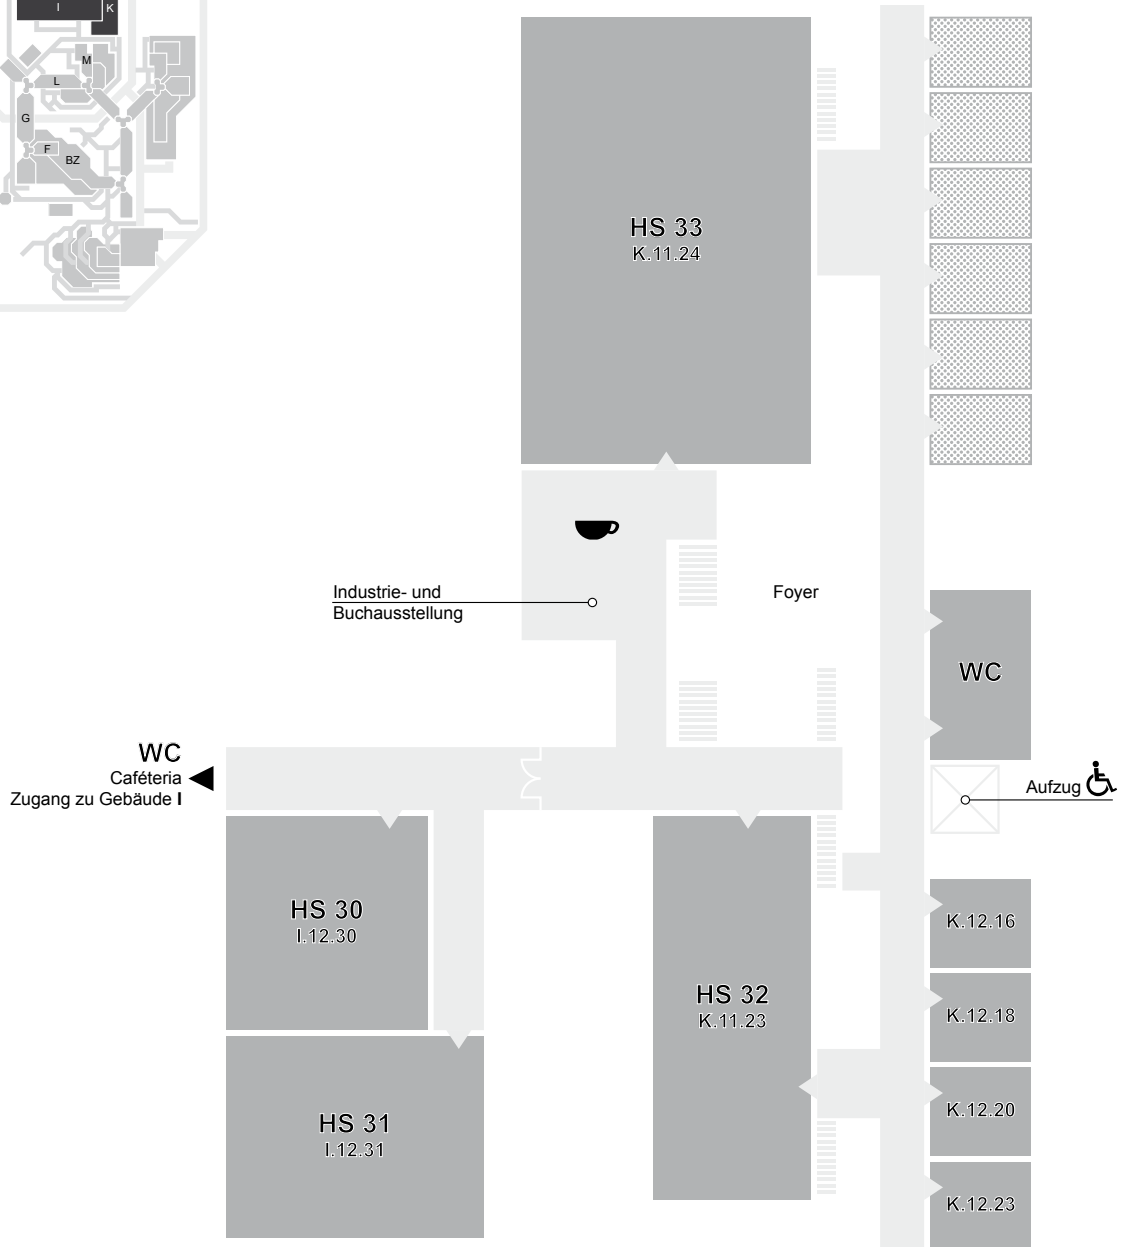 I
K
M
L
G
F
BZ
HS 33
K.11.24
Industrie- und
Buchausstellung
Foyer
WC
WC
Caféteria
Zugang zu Gebäude I
Aufzug
HS 30
I.12.30
K.12.16
HS 32
K.11.23
K.12.18
HS 31
I.12.31
K.12.20
K.12.23